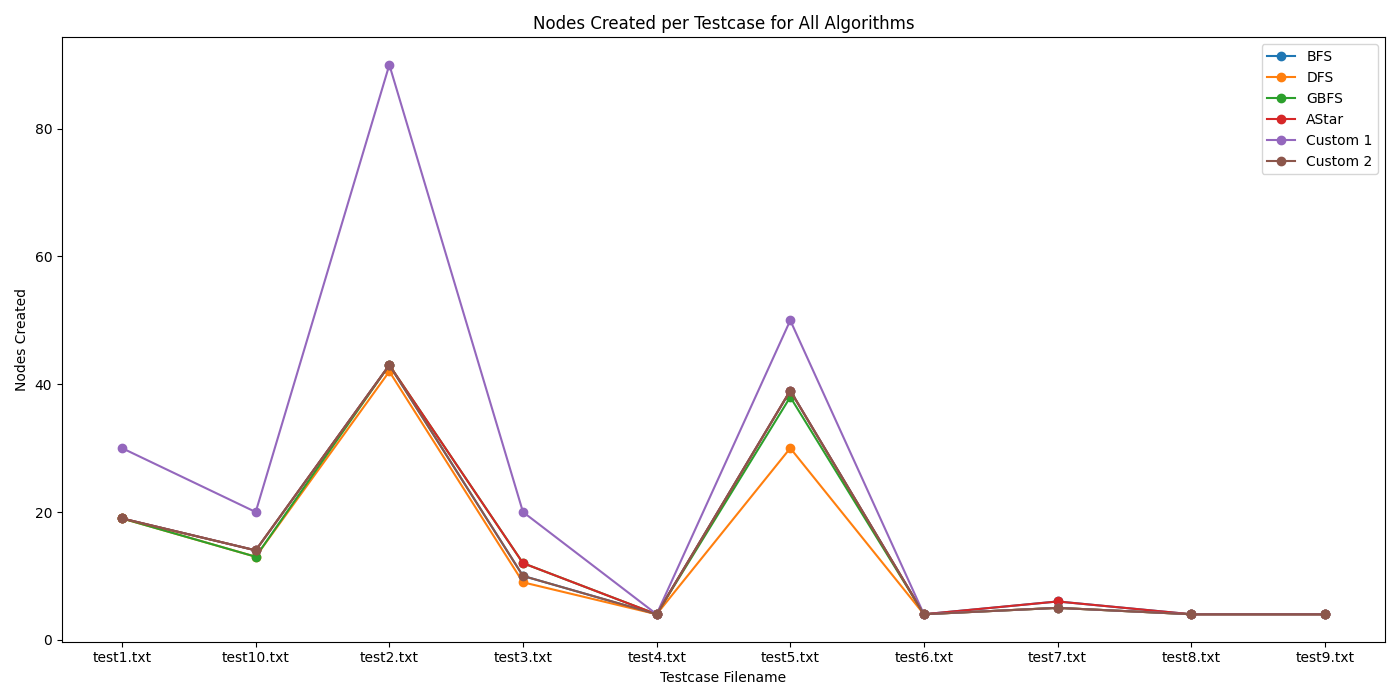 Nodes Created per Testcase for All Algorithms
BFS
DFS
GBFS
AStar
Custom 1
Custom 2
Nodes Created
80
60
40
20
0
test1.txt test10.txt test2.txt test3.txt test4.txt test5.txt test6.txt test7.txt test8.txt test9.txt
Testcase Filename